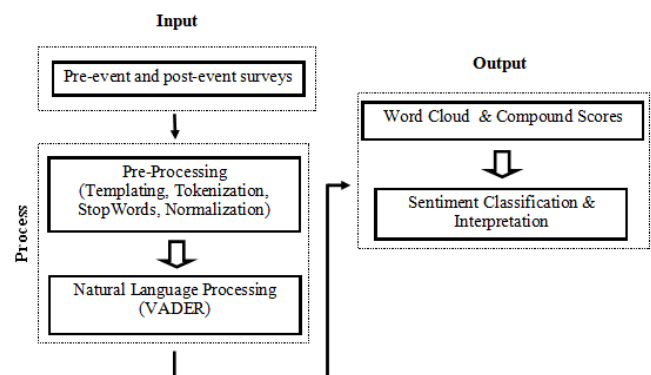 Input
Pre-event and post-event surveys
Process
Pre-Processing
(Templating, Tokenization,
StopWords, Normalization)
Natural Language Processing
(VADER)
Output
Word Cloud & Compound Scores
Sentiment Classification &
Interpretation